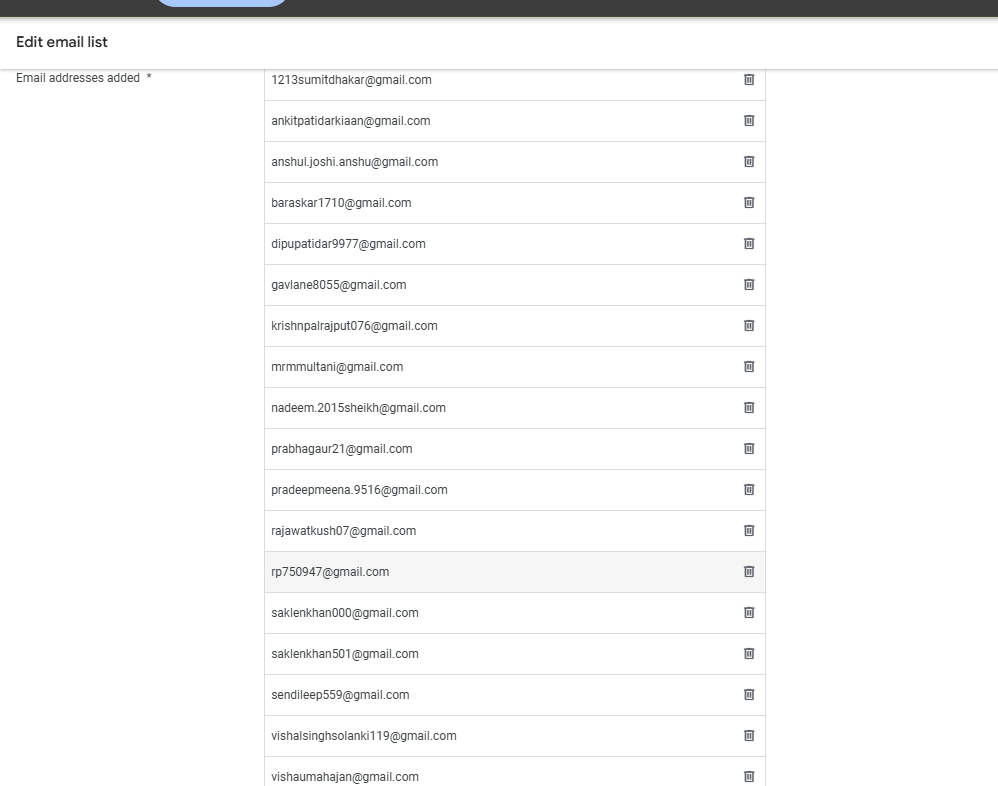 Edit email list
Email addresses added *
1213sumitdhakar@gmail.com
ankitpatidarkiaan@gmail.com
anshul.joshi.anshu@gmail.com
baraskar1710@gmail.com
dipupatidar9977@gmail.com
gavlane8055@gmail.com
krishnpalrajput076@gmail.com
mrmmultani@gmail.com
nadeem.2015sheikh@gmail.com
prabhagaur21@gmail.com
pradeepmeena.9516@gmail.com
rajawatkush07@gmail.com
rp750947@gmail.com
saklenkhan000@gmail.com
saklenkhan501@gmail.com
sendileep559@gmail.com
vishalsinghsolanki119@gmail.com
vishaumahajan@gmail.com